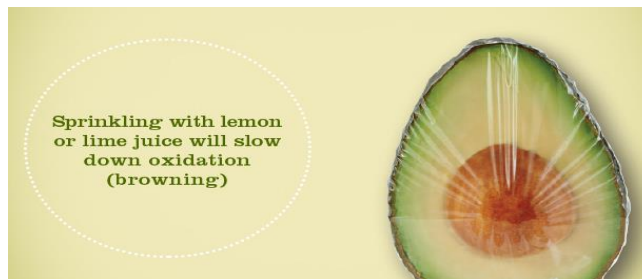 Sprinkling with lemon
or lime juice will slow
down oxidation
(browning)